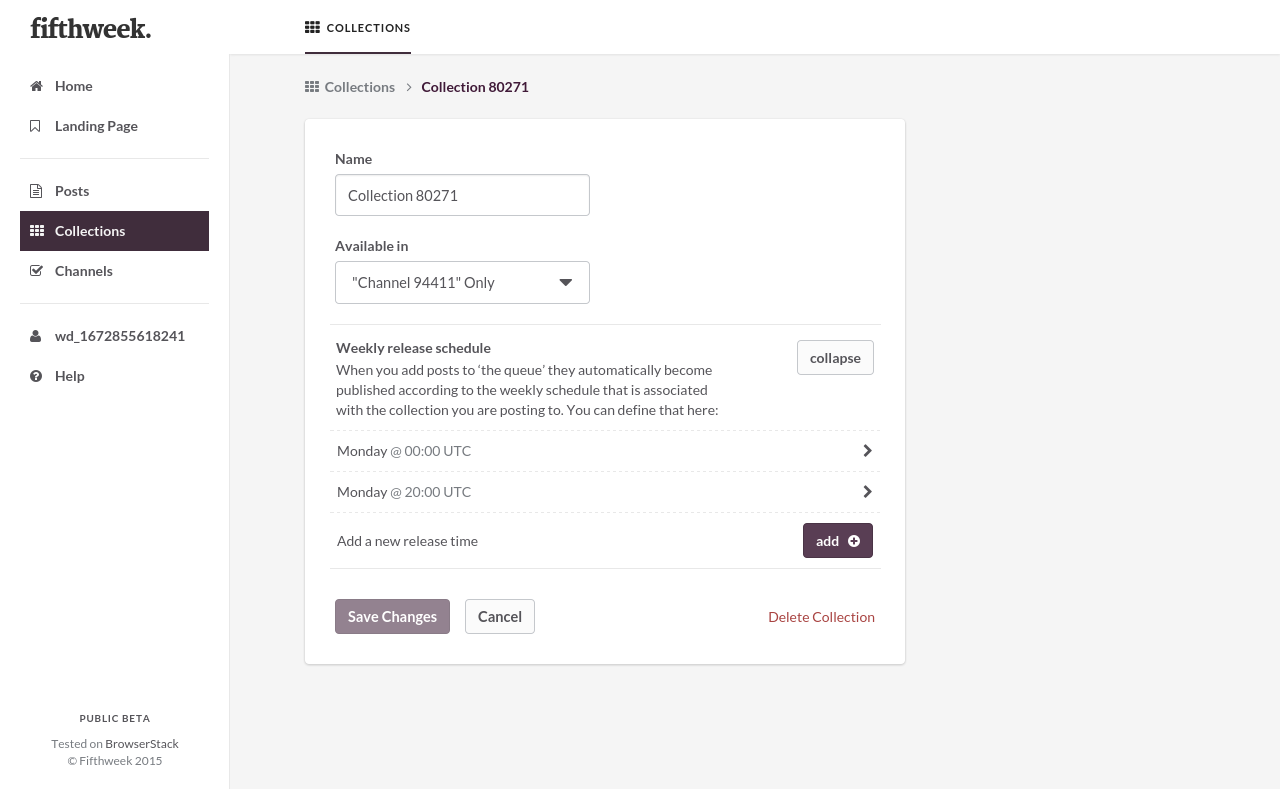 fifthweek.
COLLECTIONS
Home
Landing Page
Posts
Collections
Channels
wd_1672855618241
Help
PUBLIC BETA
Tested on BrowserStack
© Fifthweek 2015
Collections > Collection 80271
Name
Collection 80271
Available in
"Channel 94411" Only
Weekly release schedule
collapse
When you add posts to ‘the queue’ they automatically become
published according to the weekly schedule that is associated
with the collection you are posting to. You can define that here:
Monday @ 00:00 UTC
Monday @ 20:00 UTC
Add a new release time
add
Save Changes
Cancel
Delete Collection